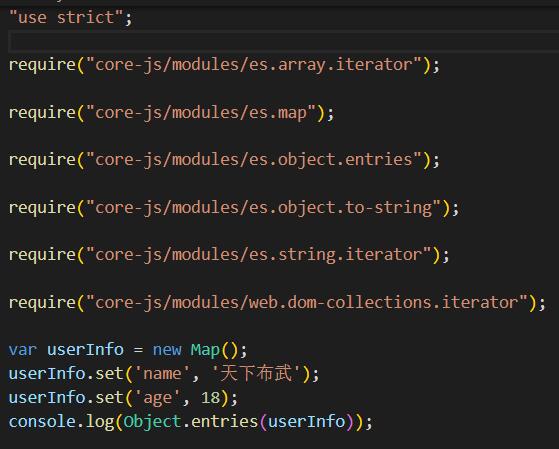 "use strict";
require("core-js/modules/es.array.iterator");
require("core-js/modules/es.map");
require("core-js/modules/es.object.entries");
require("core-js/modules/es.object.to-string");
require("core-js/modules/es.string.iterator");
require("core-js/modules/web.dom-collections.iterator");
var userInfo = new Map();
userInfo.set('name', '天下布武');
userInfo.set('age', 18);
console.log(Object.entries(userInfo));